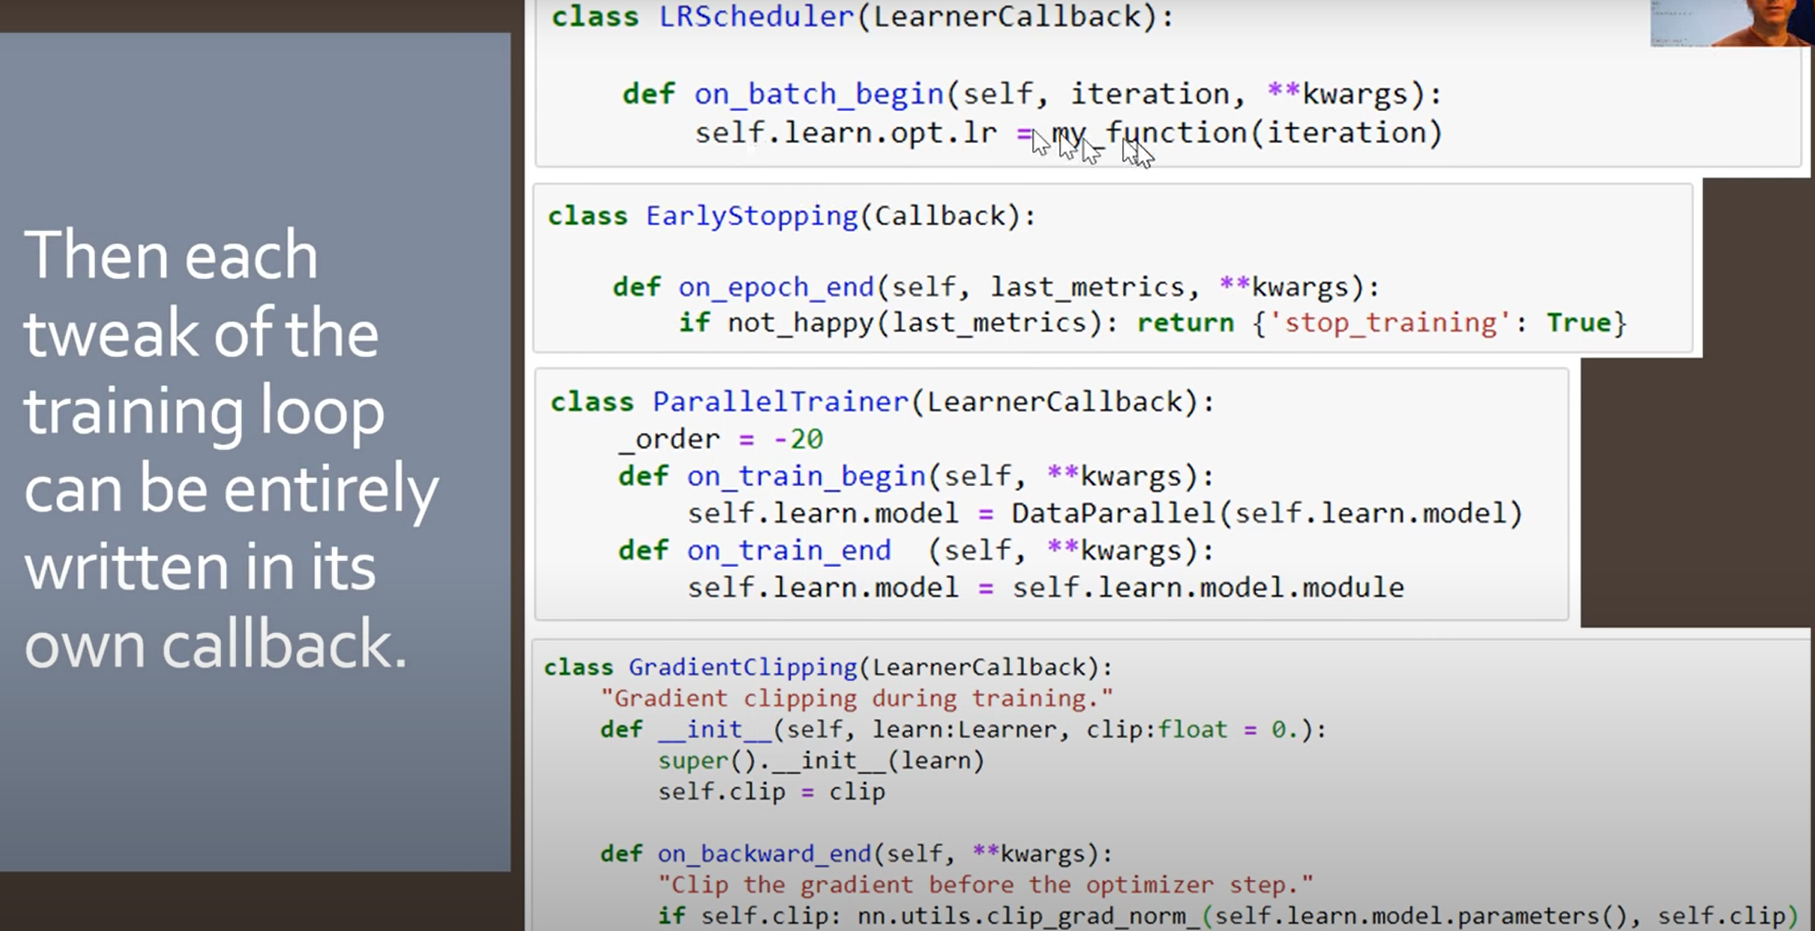 Then each
tweak of the
training loop
can be entirely
written in its
own callback.
class LRScheduler(LearnerCallback):
def on_batch_begin(self, iteration, **kwargs):
self.learn.opt.lr = my_function(iteration)
class EarlyStopping(Callback):
def on_epoch_end(self, last_metrics, **kwargs):
if not_happy(last_metrics): return {'stop_training': True}
class ParallelTrainer(LearnerCallback):
_order = -20
def on_train_begin(self, **kwargs):
self.learn.model = DataParallel(self.learn.model)
def on_train_end  (self, **kwargs):
self.learn.model = self.learn.model.module
class GradientClipping(LearnerCallback):
"Gradient clipping during training."
def __init__(self, learn:Learner, clip:float = 0.):
super().__init__(learn)
self.clip = clip
def on_backward_end(self, **kwargs):
"Clip the gradient before the optimizer step."
if self.clip: nn.utils.clip_grad_norm_(self.learn.model.parameters(), self.clip)